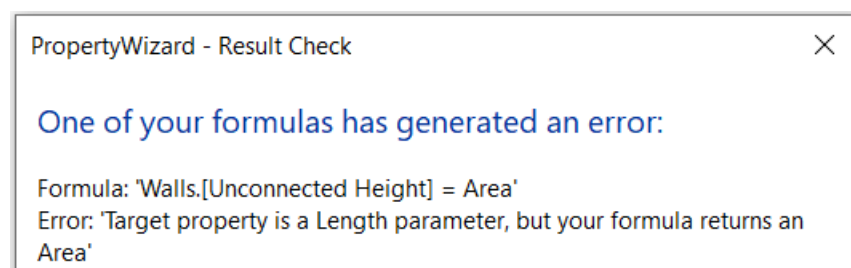 PropertyWizard - Result Check
One of your formulas has generated an error:
Formula: 'Walls.[Unconnected Height] = Area'
Error: 'Target property is a Length parameter, but your formula returns an
Area'